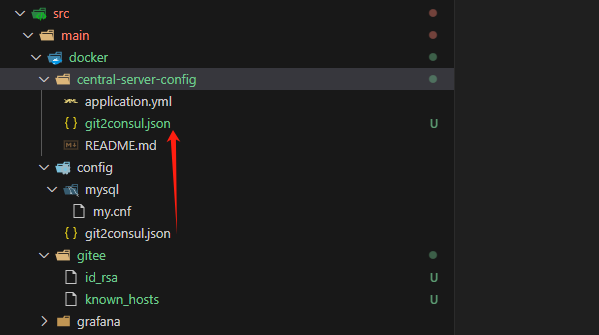 src
main
docker
central-server-config
application.yml
{ } git2consul.json U
README.md
config
mysql
my.cnf
{ } git2consul.json
gitee
id_rsa U
known_hosts U
grafana